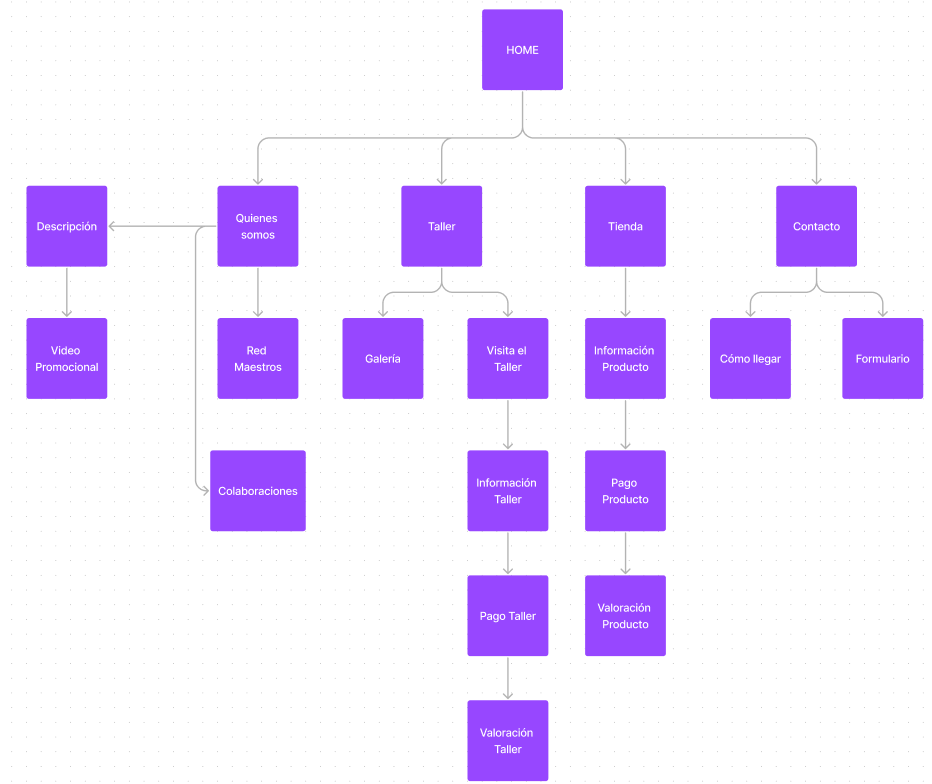 HOME
Descripción
Quienes
somos
Taller
Tienda
Contacto
Video
Promocional
Red
Maestros
Galería
Visita el
Taller
Información
Producto
Cómo llegar
Formulario
Colaboraciones
Información
Taller
Pago
Producto
Pago Taller
Valoración
Producto
Valoración
Taller